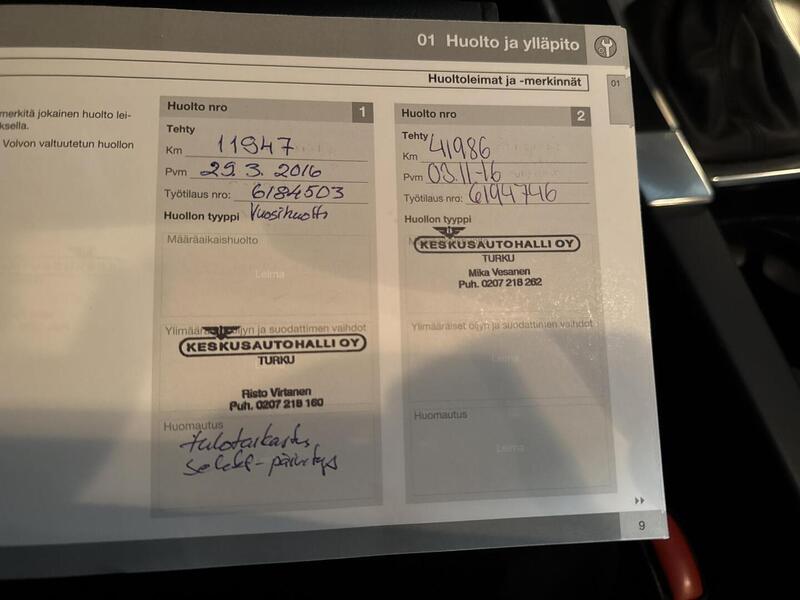 01 Huolto ja ylläpito
Huoltoleimat ja -merkinnät
01
merkitä jokainen huolto lei-
ksella.
Volvon valtuutetun huollon
Huolto nro 1
Tehty
Km 11947
Pvm 29.3.2016
Työtilaus nro: 6184503
Huollon tyyppi Vuosihuolto
Määräaikaishuolto
Leima
Ylimääräiset öljyn ja suodattimen vaihdot
KESKUSAUTOHALLI OY
TURKU
Risto Virtanen
Puh. 0207 218 160
Huomautus
tulotarkastus
-päivitys
Huolto nro 2
Tehty
Km 41986
Pvm 03.11-16
Työtilaus nro: 6194746
Huollon tyyppi
KESKUSAUTOHALLI OY
TURKU
Mika Vesanen
Puh. 0207 218 262
Ylimääräiset öljyn ja suodattimen vaihdot
Leima
Huomautus
Leima
9